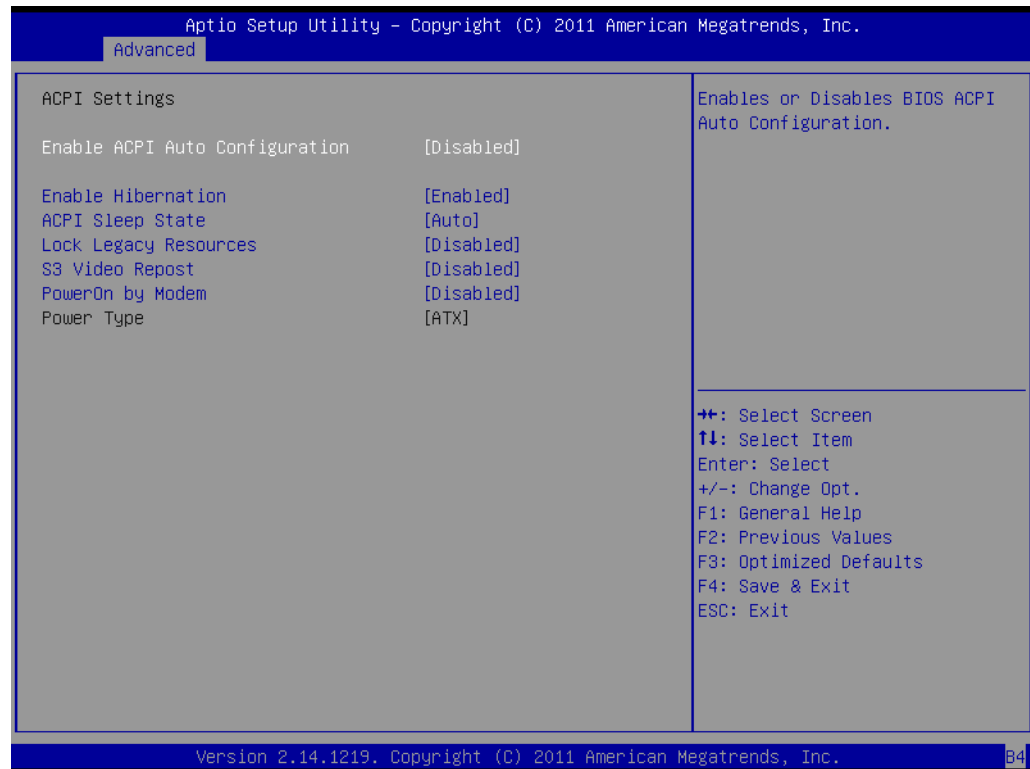 Aptio Setup Utility – Copyright (C) 2011 American Megatrends, Inc.
Advanced
ACPI Settings
Enable ACPI Auto Configuration [Disabled]
Enable Hibernation [Enabled]
ACPI Sleep State [Auto]
Lock Legacy Resources [Disabled]
S3 Video Repost [Disabled]
PowerOn by Modem [Disabled]
Power Type [ATX]
Enables or Disables BIOS ACPI
Auto Configuration.
→←: Select Screen
↑↓: Select Item
Enter: Select
+/-: Change Opt.
F1: General Help
F2: Previous Values
F3: Optimized Defaults
F4: Save & Exit
ESC: Exit
Version 2.14.1219. Copyright (C) 2011 American Megatrends, Inc.
B4